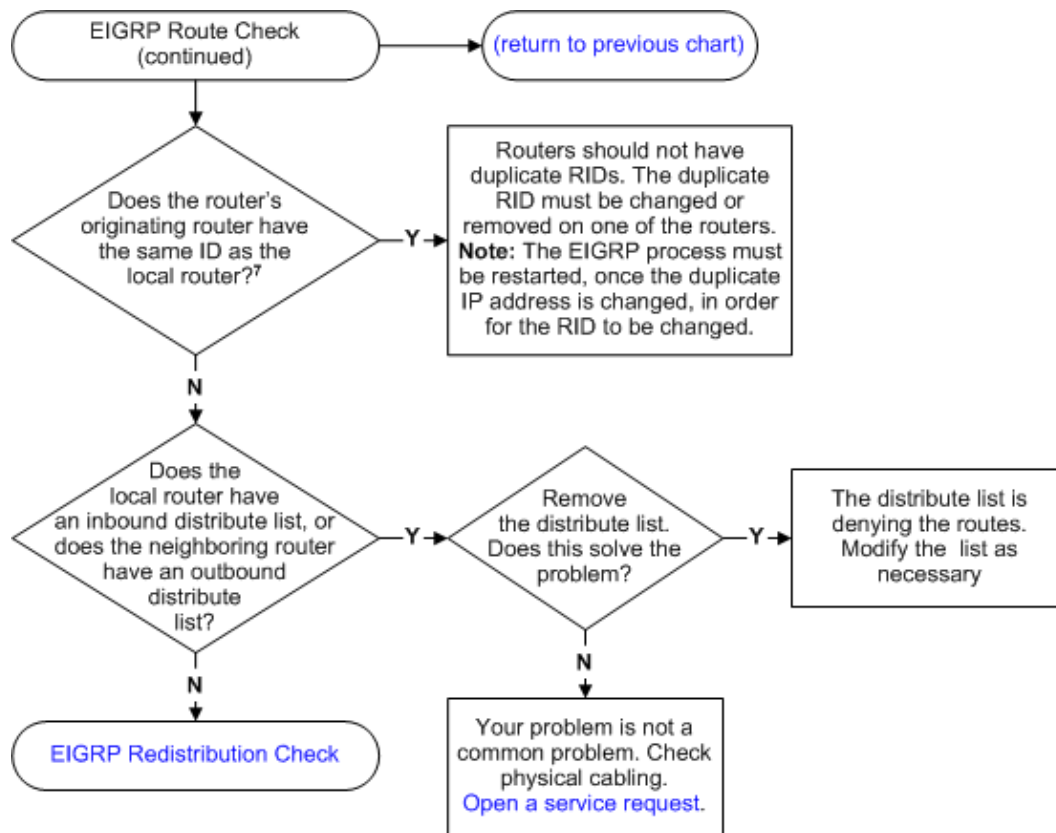 EIGRP Route Check
(continued)
(return to previous chart)
Does the router's
originating router have
the same ID as the
local router?⁷
Y
Routers should not have
duplicate RIDs. The duplicate
RID must be changed or
removed on one of the routers.
Note: The EIGRP process must
be restarted, once the duplicate
IP address is changed, in order
for the RID to be changed.
N
Does the
local router have
an inbound distribute list, or
does the neighboring router
have an outbound
distribute
list?
Y
Remove
the distribute list.
Does this solve the
problem?
Y
The distribute list is
denying the routes.
Modify the list as
necessary
N
N
EIGRP Redistribution Check
Your problem is not a
common problem. Check
physical cabling.
Open a service request.